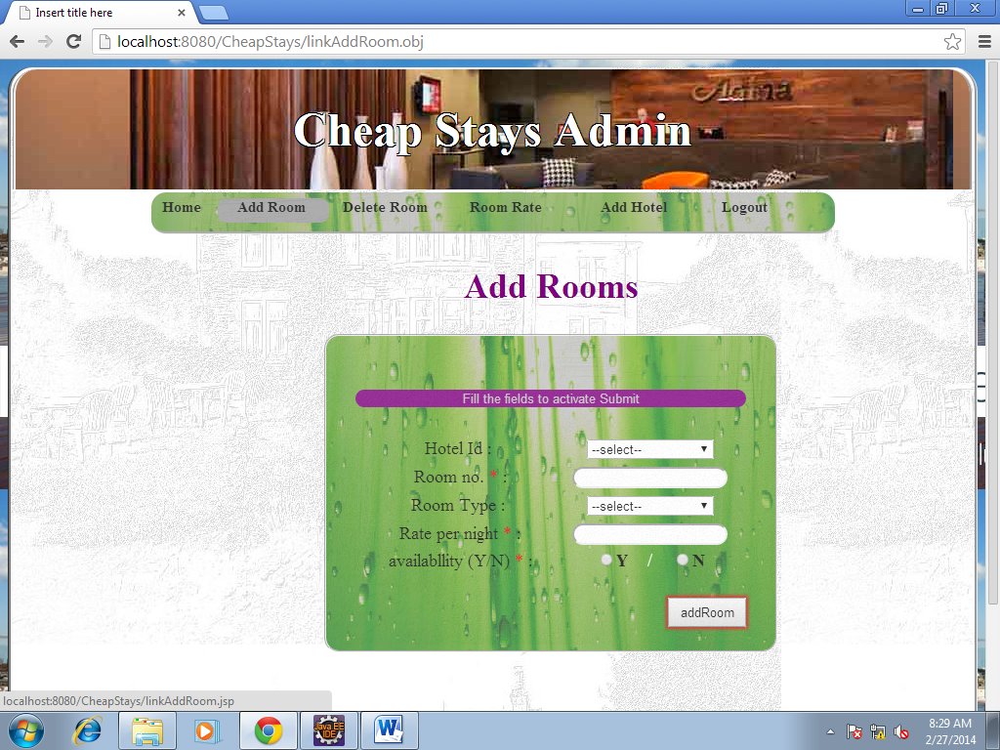 Insert title here
localhost:8080/CheapStays/linkAddRoom.obj
Adina
Cheap Stays Admin
Home Add Room Delete Room Room Rate Add Hotel Logout
Add Rooms
Fill the fields to activate Submit
Hotel Id : --select--
Room no. * :
Room Type : --select--
Rate per night * :
availabllity (Y/N) * : Y / N
addRoom
localhost:8080/CheapStays/linkAddRoom.jsp
Java EE
IDE
W
8:29 AM
2/27/2014